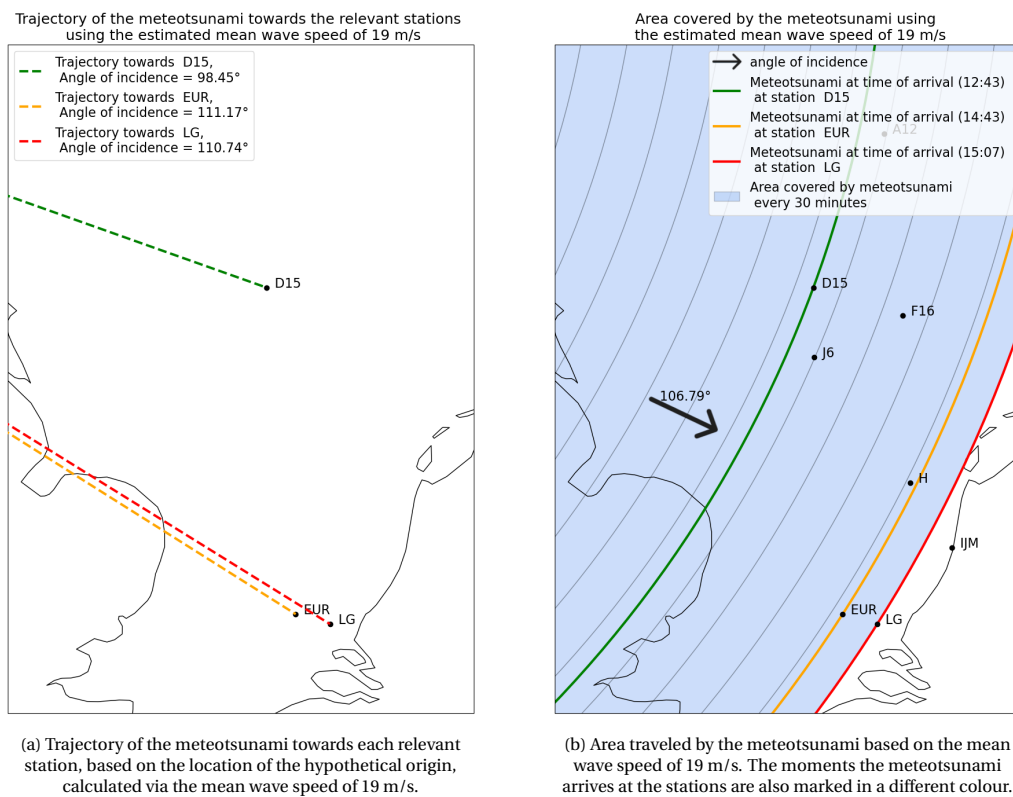 Trajectory of the meteotsunami towards the relevant stations
using the estimated mean wave speed of 19 m/s
Trajectory towards  D15,
Angle of incidence = 98.45°
Trajectory towards  EUR,
Angle of incidence = 111.17°
Trajectory towards  LG,
Angle of incidence = 110.74°
D15
EUR
LG
(a) Trajectory of the meteotsunami towards each relevant
station, based on the location of the hypothetical origin,
calculated via the mean wave speed of 19 m/s.
Area covered by the meteotsunami using
the estimated mean wave speed of 19 m/s
angle of incidence
Meteotsunami at time of arrival (12:43)
at station  D15
Meteotsunami at time of arrival (14:43)
at station  EUR
Meteotsunami at time of arrival (15:07)
at station  LG
Area covered by meteotsunami
every 30 minutes
A12
D15
F16
J6
106.79°
H
IJM
EUR
LG
(b) Area traveled by the meteotsunami based on the mean
wave speed of 19 m/s. The moments the meteotsunami
arrives at the stations are also marked in a different colour.